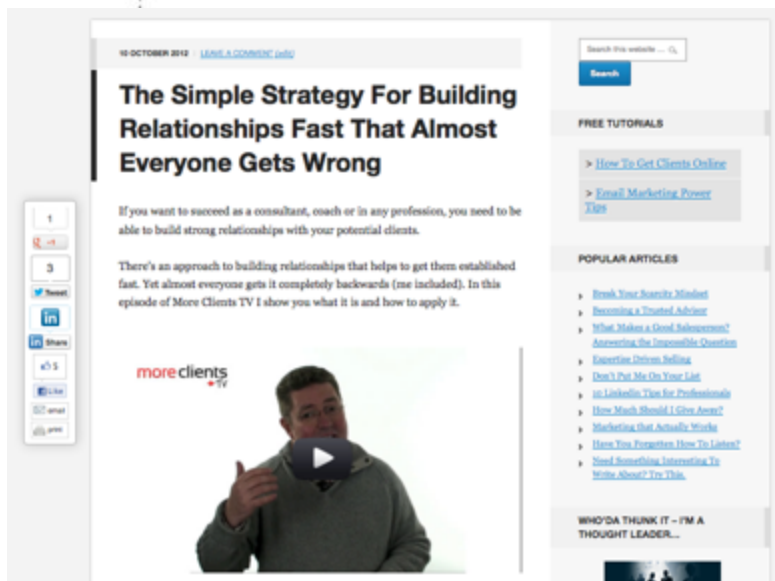 10 OCTOBER 2012
LEAVE A COMMENT (edit)
The Simple Strategy For Building
Relationships Fast That Almost
Everyone Gets Wrong
If you want to succeed as a consultant, coach or in any profession, you need to be
able to build strong relationships with your potential clients.
There's an approach to building relationships that helps to get them established
fast. Yet almost everyone gets it completely backwards (me included). In this
episode of More Clients TV I show you what it is and how to apply it.
more clients
TV
1
+1
3
Tweet
in
in Share
5
Like
email
print
Search this website ...
Search
FREE TUTORIALS
> How To Get Clients Online
> Email Marketing Power
Tips
POPULAR ARTICLES
Break Your Scarcity Mindset
Becoming a Trusted Advisor
What Makes a Good Salesperson?
Answering the Impossible Question
Expertise Driven Selling
Don't Put Me On Your List
10 Linkedin Tips for Professionals
How Much Should I Give Away?
Marketing that Actually Works
Have You Forgotten How To Listen?
Need Something Interesting To
Write About? Try This.
WHO'DA THUNK IT – I'M A
THOUGHT LEADER...